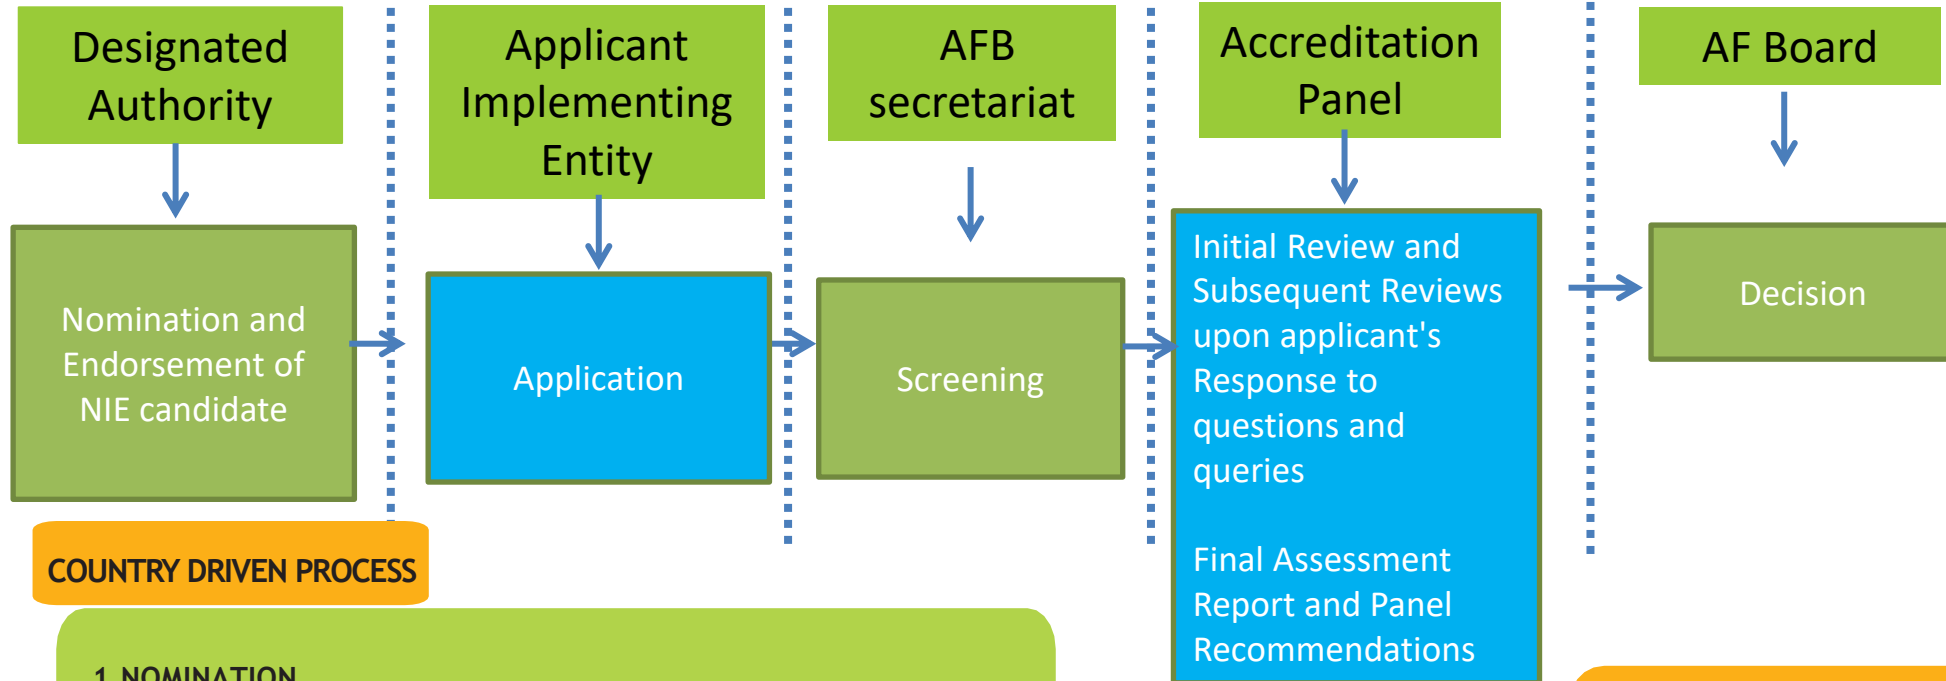 Designated
Authority
Applicant
Implementing
Entity
AFB
secretariat
Accreditation
Panel
AF Board
Nomination and
Endorsement of
NIE candidate
Application
Screening
Initial Review and
Subsequent Reviews
upon applicant's
Response to
questions and
queries
Final Assessment
Report and Panel
Recommendations
Decision
COUNTRY DRIVEN PROCESS
1 NOMINATION